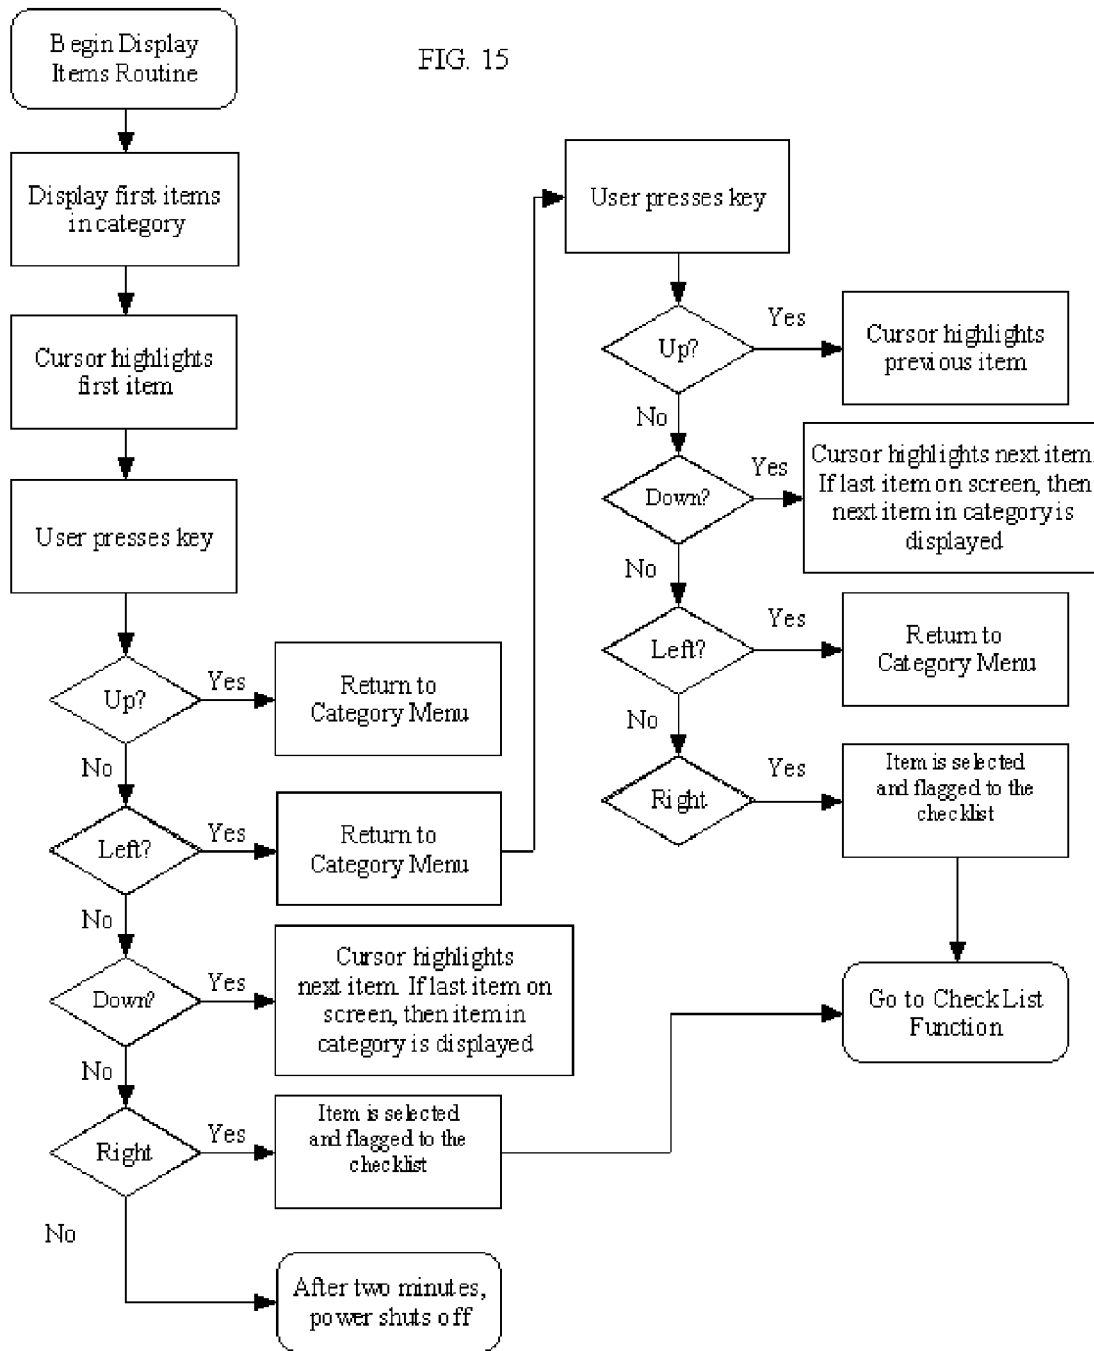 Begin Display
Items Routine
FIG. 15
Display first items
in category
Cursor highlights
first item
User presses key
Up?
Yes
Return to
Category Menu
No
Left?
Yes
Return to
Category Menu
No
Down?
Yes
Cursor highlights
next item. If last item on
screen, then item in
category is displayed
No
Right
Yes
Item is selected
and flagged to the
checklist
No
After two minutes,
power shuts off
User presses key
Up?
Yes
Cursor highlights
previous item
No
Down?
Yes
Cursor highlights next item.
If last item on screen, then
next item in category is
displayed
No
Left?
Yes
Return to
Category Menu
No
Right
Yes
Item is selected
and flagged to the
checklist
Go to Check List
Function